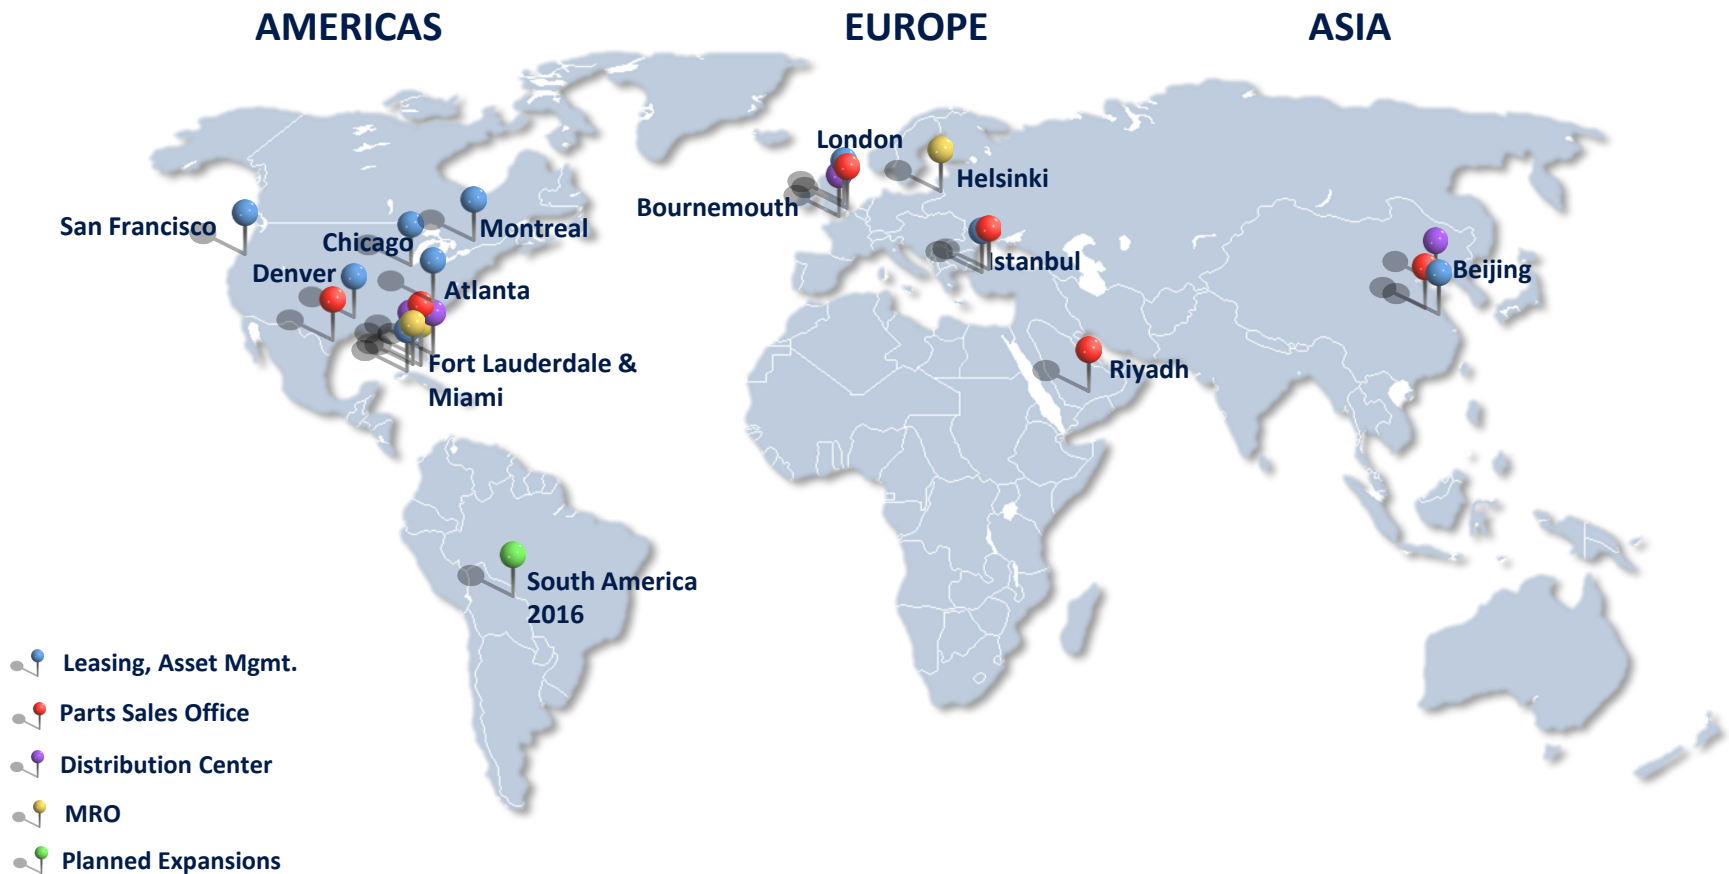 AMERICAS
EUROPE
ASIA
London
Helsinki
Bournemouth
San Francisco
Chicago
Montreal
Denver
Istanbul
Beijing
Atlanta
Fort Lauderdale &
Miami
Riyadh
South America
2016
Leasing, Asset Mgmt.
Parts Sales Office
Distribution Center
MRO
Planned Expansions